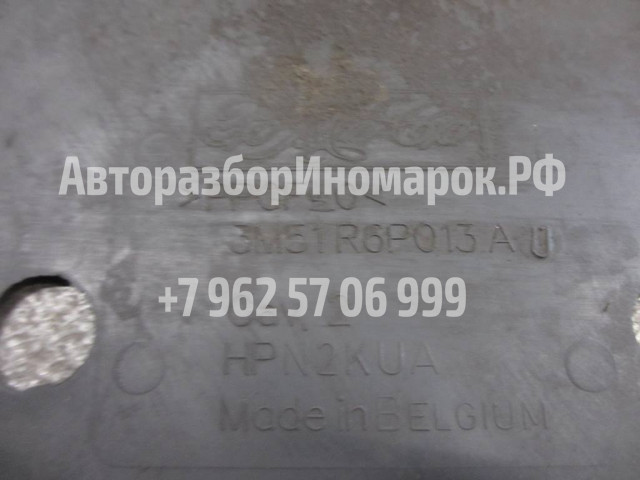 АвторазборИномарок.РФ
3M51 R6P013 A U
+7 962 57 06 999
HPN2KUA
Made in BELGIUM